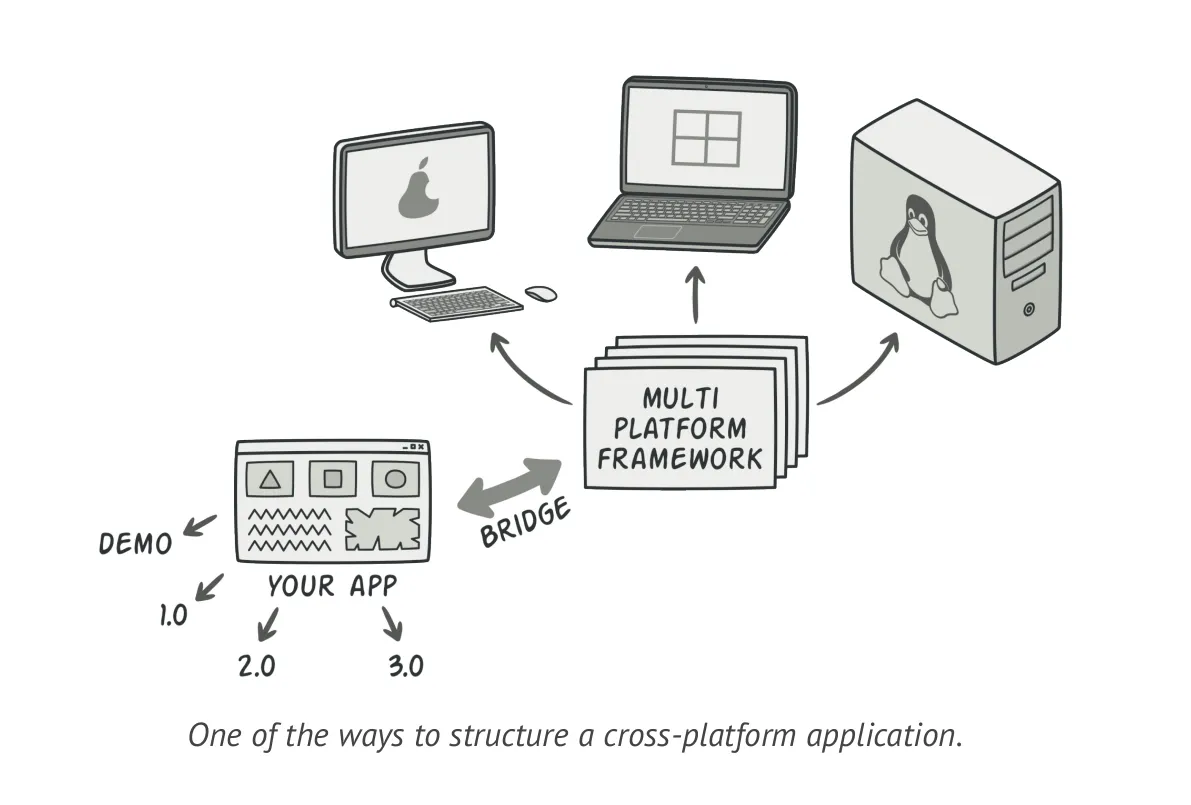 MULTI
PLATFORM
FRAMEWORK
BRIDGE
DEMO
YOUR APP
1.0
2.0
3.0
One of the ways to structure a cross-platform application.